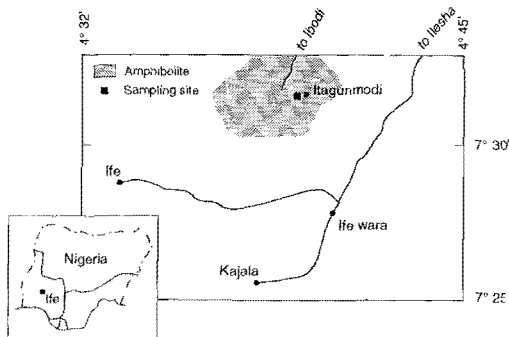 4° 32'
to Ibodi
to Ilesha
4° 45'
Amphibolite
Sampling site
Itagunmodi
7° 30'
Ife
Ife wara
Nigeria
Kajala
Ife
7° 25'